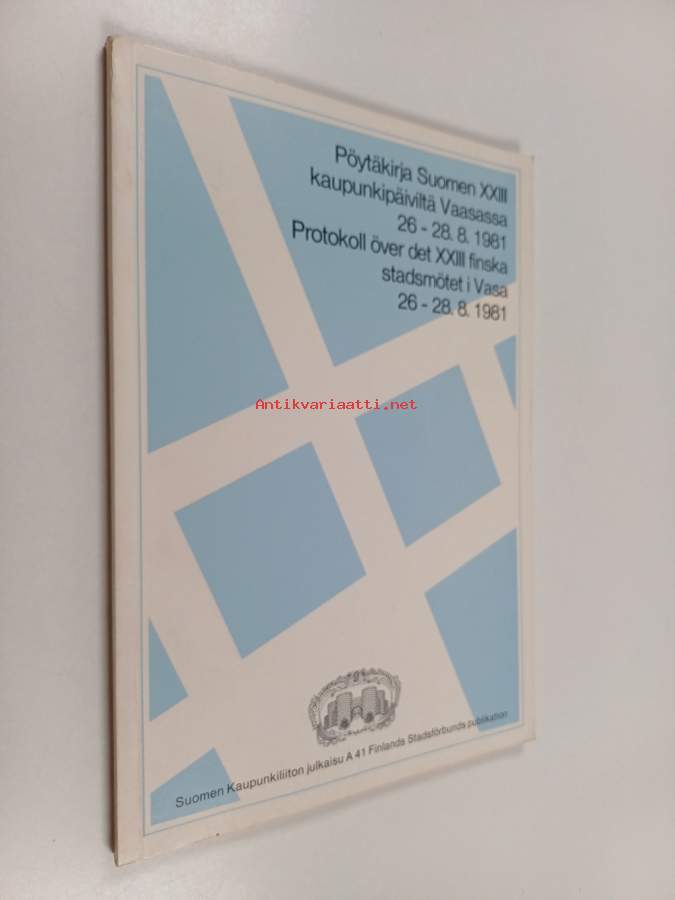 Pöytäkirja Suomen XXIII
kaupunkipäiviltä Vaasassa
26 - 28. 8. 1981
Protokoll över det XXIII finska
stadsmötet i Vasa
26 - 28. 8. 1981
Antikvariaatti.net
Suomen Kaupunkiliiton julkaisu A 41 Finlands Stadsförbunds publikation